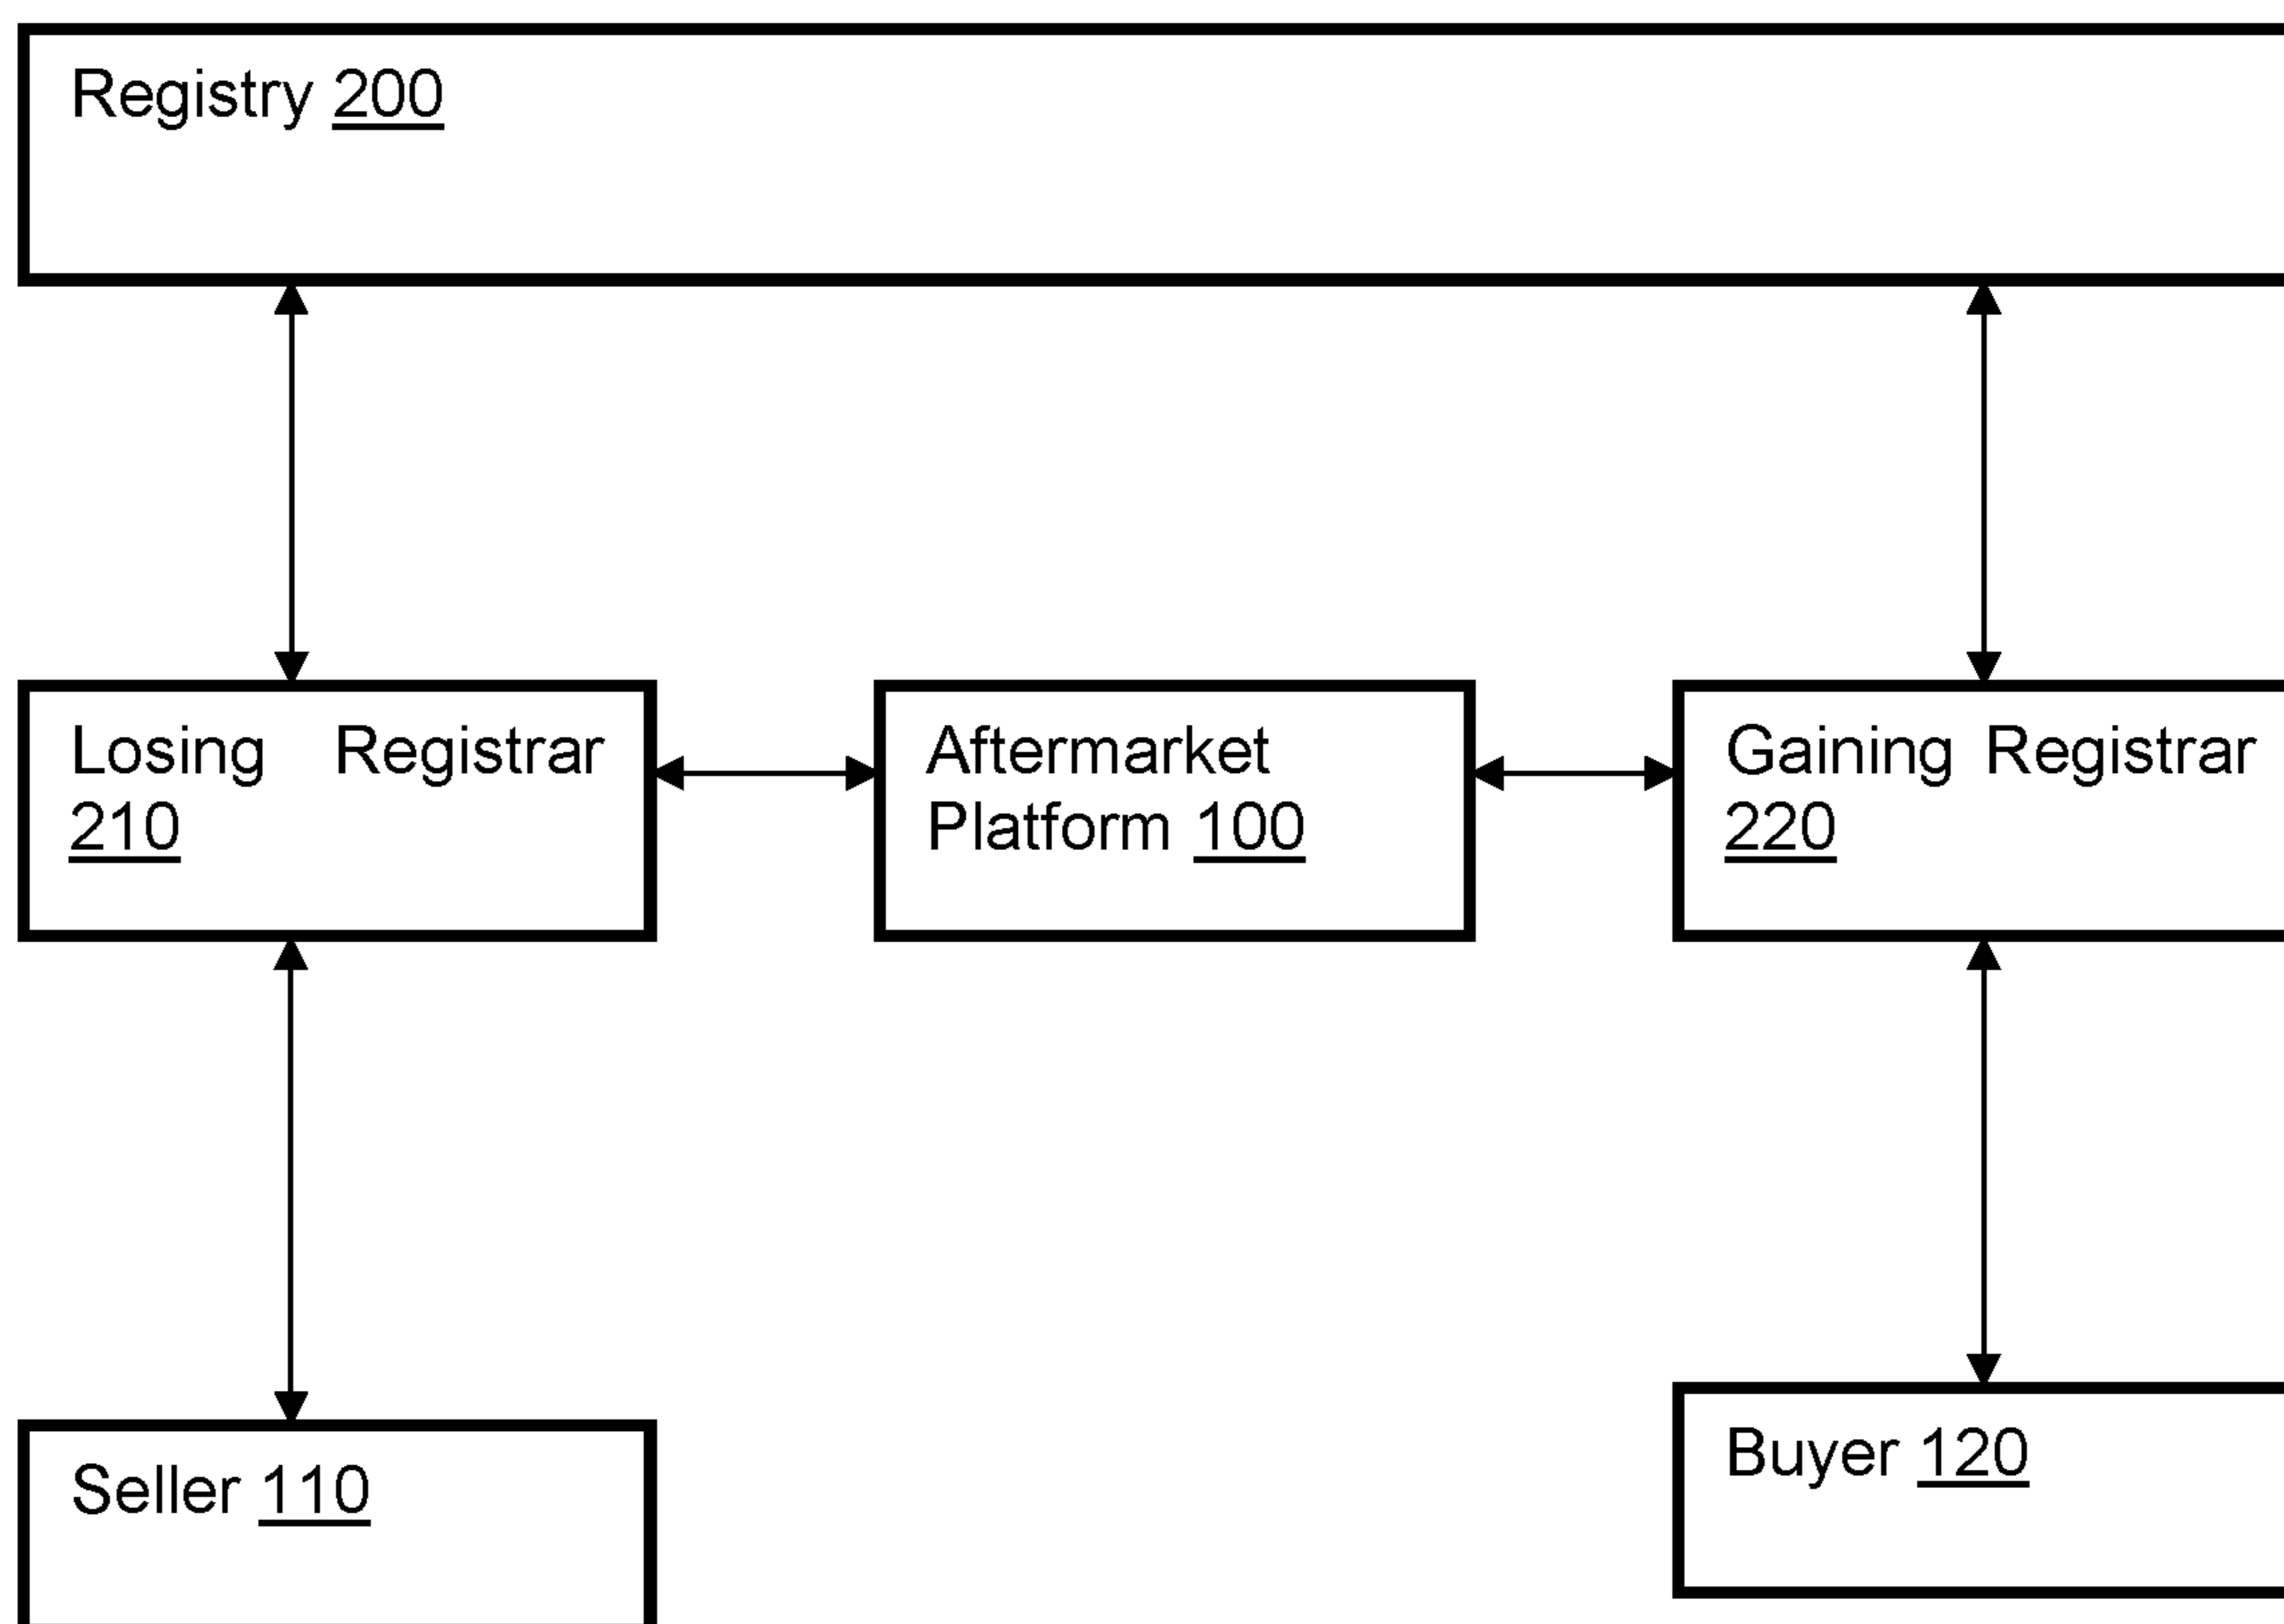 Registry 200
Losing Registrar
210
Aftermarket
Platform 100
Gaining Registrar
220
Seller 110
Buyer 120